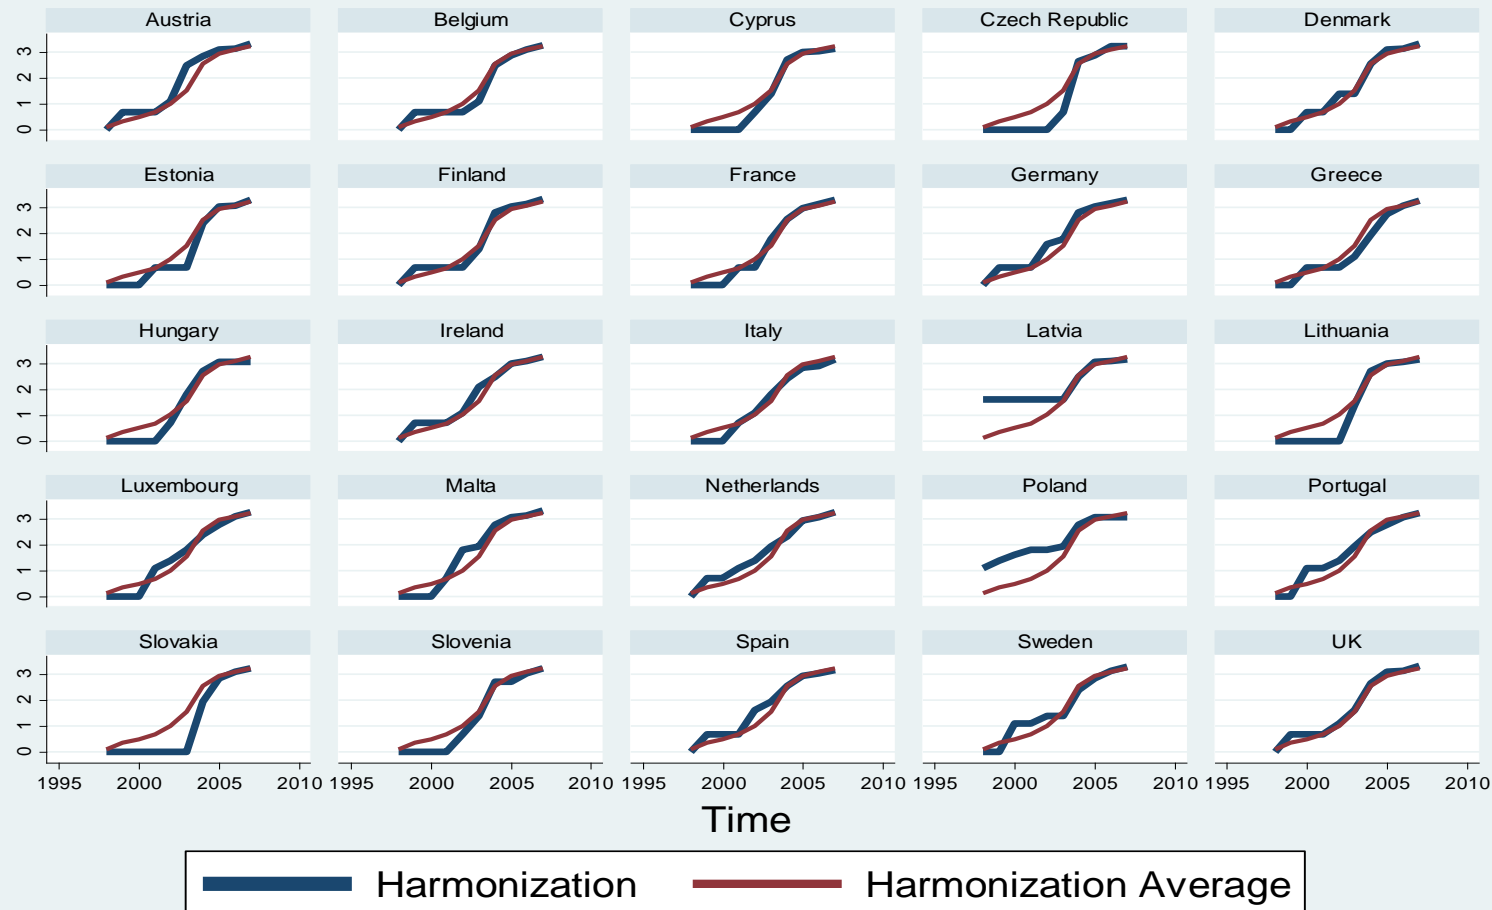 Austria Belgium Cyprus Czech Republic Denmark
3
2
1
0
Estonia Finland France Germany Greece
3
2
1
0
Hungary Ireland Italy Latvia Lithuania
3
2
1
0
Luxembourg Malta Netherlands Poland Portugal
3
2
1
0
Slovakia Slovenia Spain Sweden UK
3
2
1
0
1995 2000 2005 2010 1995 2000 2005 2010 1995 2000 2005 2010 1995 2000 2005 2010 1995 2000 2005 2010
Time
Harmonization Harmonization Average